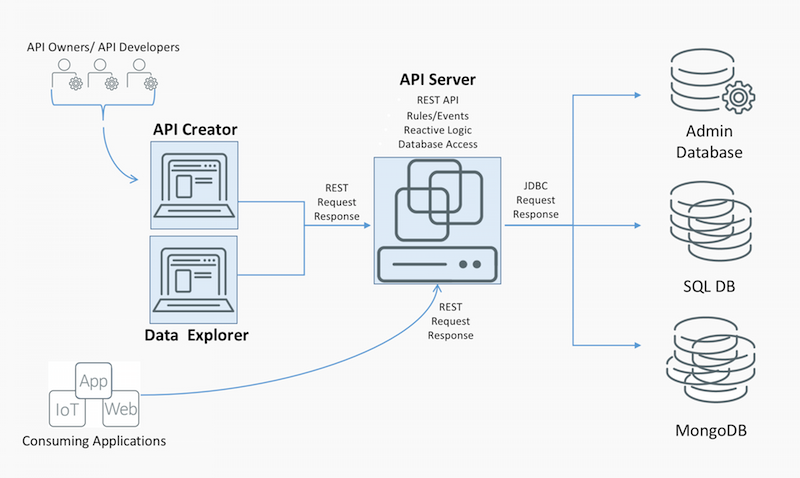 API Owners/ API Developers
API Creator
Data Explorer
App
IoT
Web
Consuming Applications
REST
Request
Response
API Server
REST API
Rules/Events
Reactive Logic
Database Access
REST
Request
Response
JDBC
Request
Response
Admin
Database
SQL DB
MongoDB